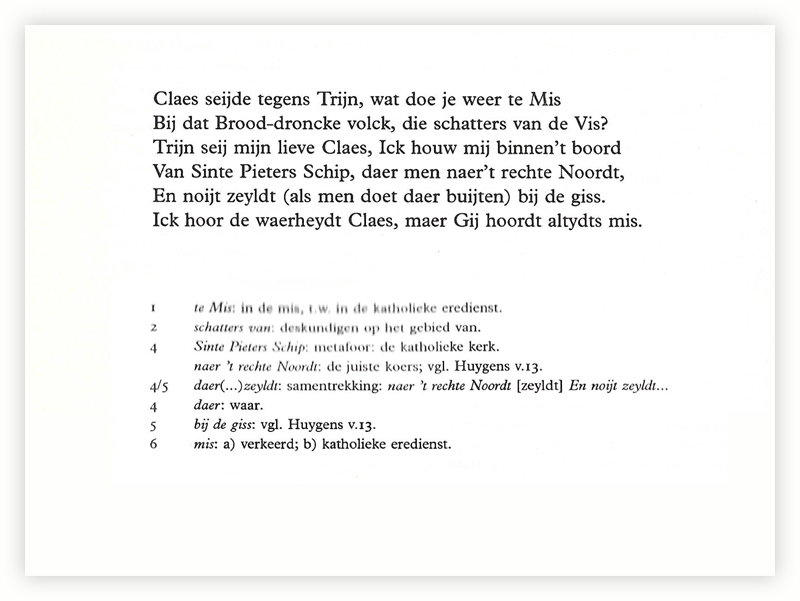 Claes seijde tegens Trijn, wat doe je weer te Mis
Bij dat Brood-droncke volck, die schatters van de Vis?
Trijn seij mijn lieve Claes, Ick houw mij binnen't boord
Van Sinte Pieters Schip, daer men naer't rechte Noordt,
En noijt zeyldt (als men doet daer buijten) bij de giss.
Ick hoor de waerheydt Claes, maer Gij hoordt altydts mis.
1 te Mis: in de mis, t.w. in de katholieke eredienst.
2 schatters van: deskundigen op het gebied van.
4 Sinte Pieters Schip: metafoor: de katholieke kerk.
naer 't rechte Noordt: de juiste koers; vgl. Huygens v.13.
4/5 daer(...)zeyldt: samentrekking: naer 't rechte Noordt [zeyldt] En noijt zeyldt...
4 daer: waar.
5 bij de giss: vgl. Huygens v.13.
6 mis: a) verkeerd; b) katholieke eredienst.